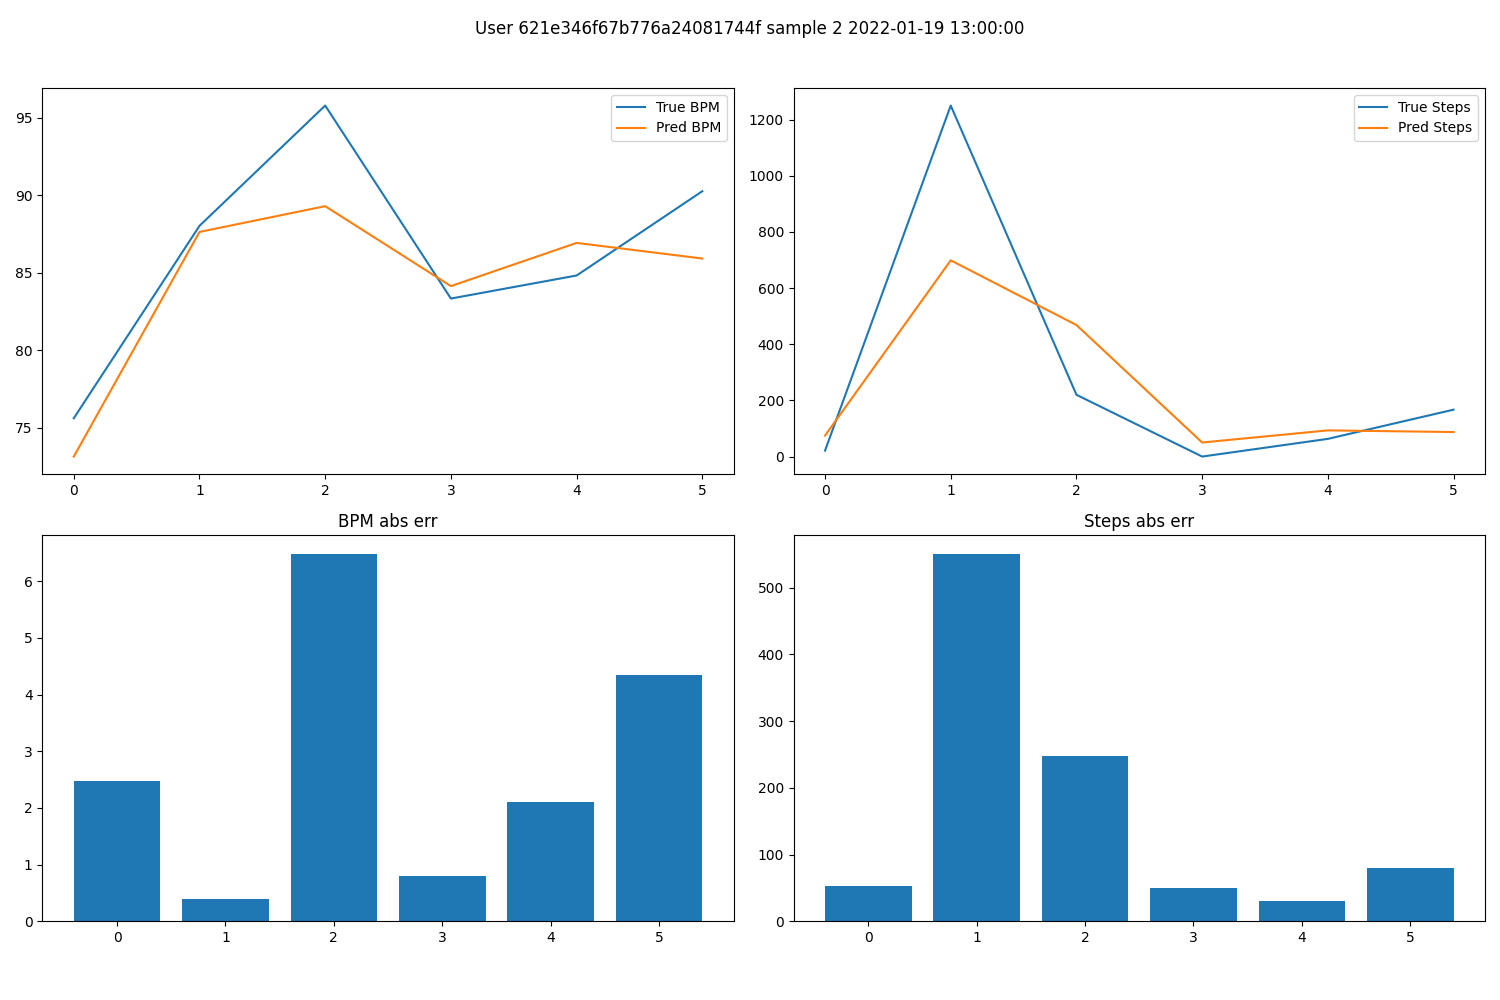 User 621e346f67b776a24081744f sample 2 2022-01-19 13:00:00
True BPM
Pred BPM
95
90
85
80
75
0 1 2 3 4 5
True Steps
Pred Steps
1200
1000
800
600
400
200
0
0 1 2 3 4 5
BPM abs err
6
5
4
3
2
1
0
0 1 2 3 4 5
Steps abs err
500
400
300
200
100
0
0 1 2 3 4 5